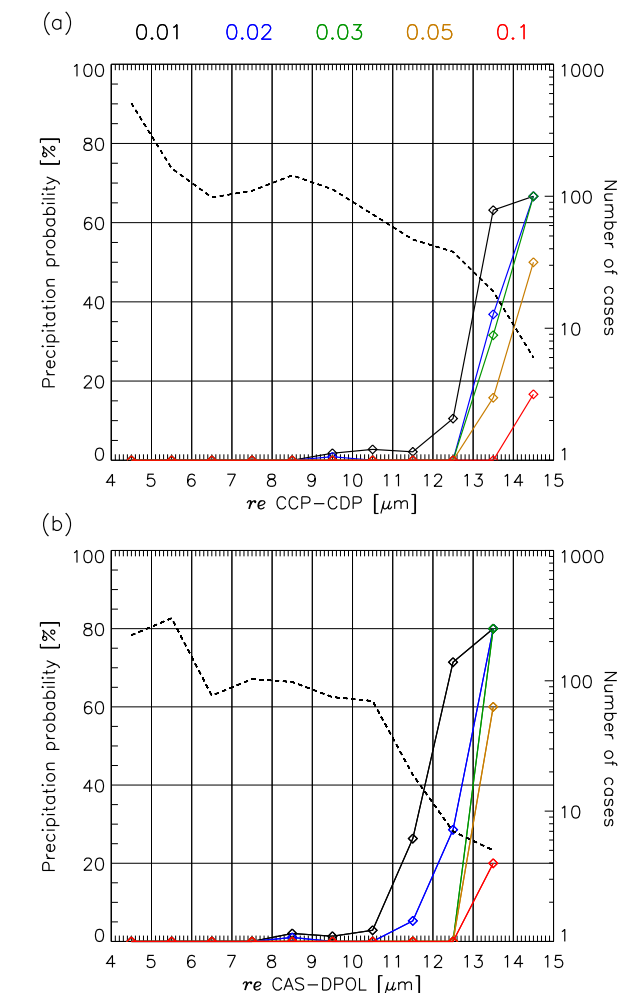 (a)
0.01 0.02 0.03 0.05 0.1
100 1000
80
Precipitation probability [%]
60 100
Number of cases
40
10
20
0 1
4 5 6 7 8 9 10 11 12 13 14 15
re CCP−CDP [μm]
(b)
100 1000
80
Precipitation probability [%]
60 100
Number of cases
40
10
20
0 1
4 5 6 7 8 9 10 11 12 13 14 15
re CAS−DPOL [μm]